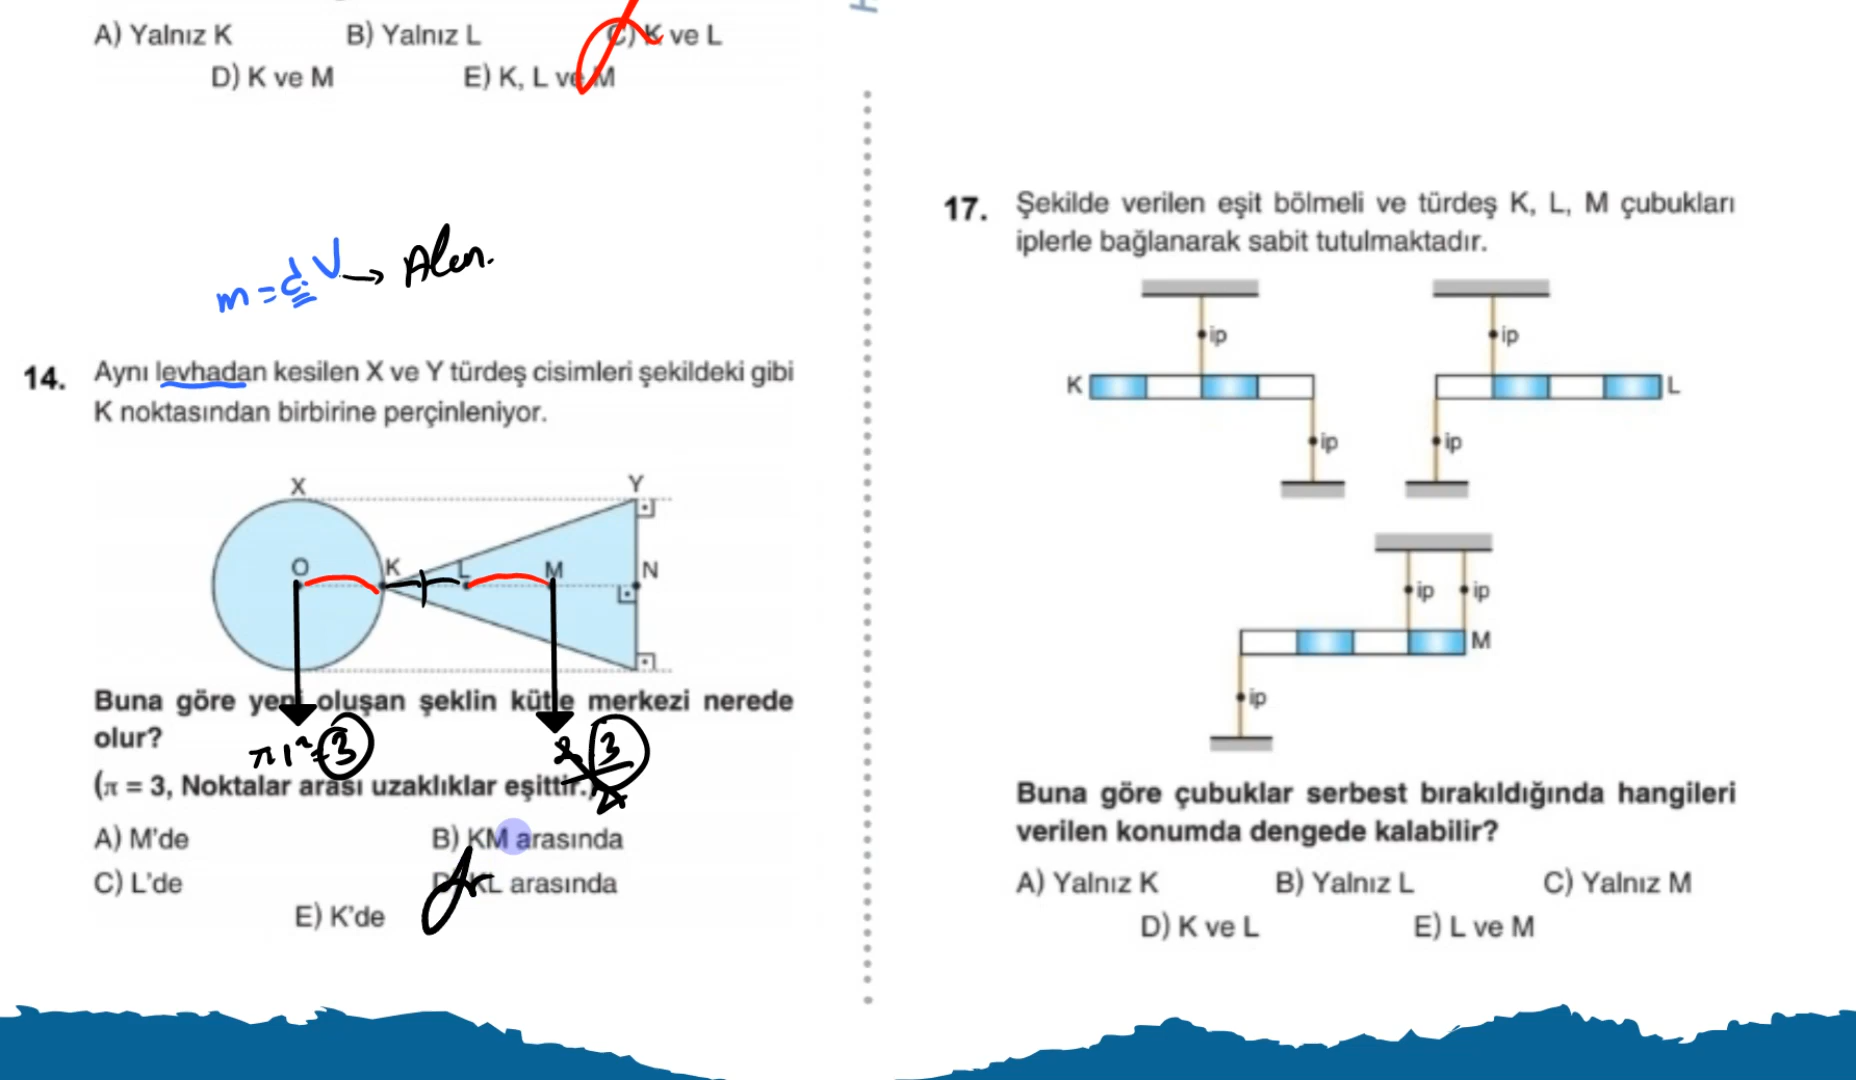 A) Yalnız K B) Yalnız L C) K ve L
D) K ve M E) K, L ve M
m = d.V → Alan.
14. Aynı levhadan kesilen X ve Y türdeş cisimleri şekildeki gibi
K noktasından birbirine perçinleniyor.
X Y
O K L M N
Buna göre yeni oluşan şeklin kütle merkezi nerede
olur?
π1²=3 3
(π = 3, Noktalar arası uzaklıklar eşittir.)
A) M'de B) KM arasında
C) L'de D) KL arasında
E) K'de
17. Şekilde verilen eşit bölmeli ve türdeş K, L, M çubukları
iplerle bağlanarak sabit tutulmaktadır.
ip ip
K L
ip ip
ip ip
M
ip
Buna göre çubuklar serbest bırakıldığında hangileri
verilen konumda dengede kalabilir?
A) Yalnız K B) Yalnız L C) Yalnız M
D) K ve L E) L ve M